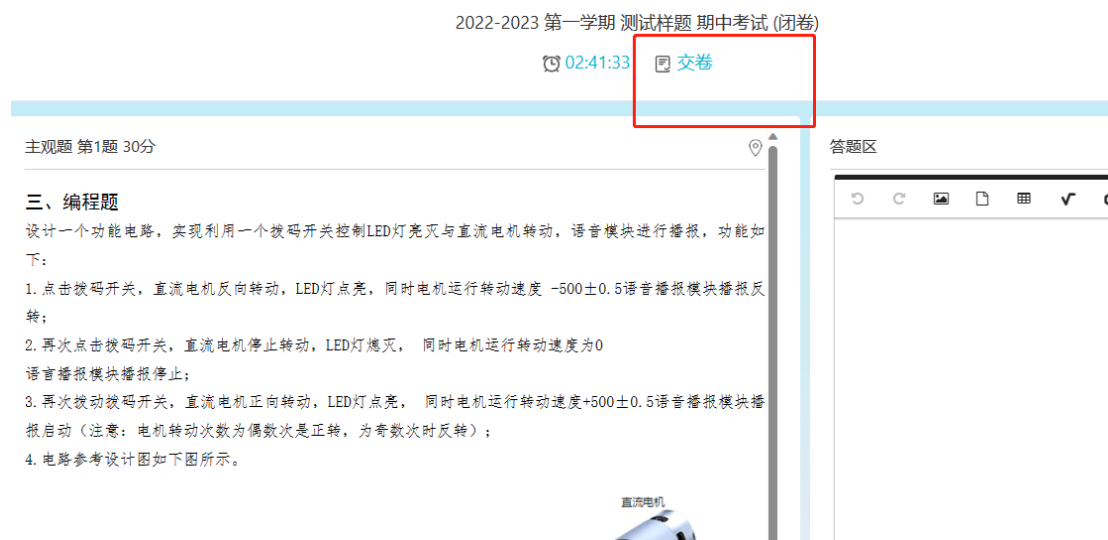 2022-2023 第一学期 测试样题 期中考试 (闭卷)
02:41:33 交卷
主观题 第1题 30分
答题区
三、编程题
设计一个功能电路，实现利用一个拨码开关控制LED灯亮灭与直流电机转动，语音模块进行播报，功能如
下：
1.点击拨码开关，直流电机反向转动，LED灯点亮，同时电机运行转动速度 -500±0.5语音播报模块播报反
转；
2.再次点击拨码开关，直流电机停止转动，LED灯熄灭， 同时电机运行转动速度为0
语音播报模块播报停止；
3.再次拨动拨码开关，直流电机正向转动，LED灯点亮， 同时电机运行转动速度+500±0.5语音播报模块播
报启动（注意：电机转动次数为偶数次是正转，为奇数次时反转）；
4.电路参考设计图如下图所示。
直流电机